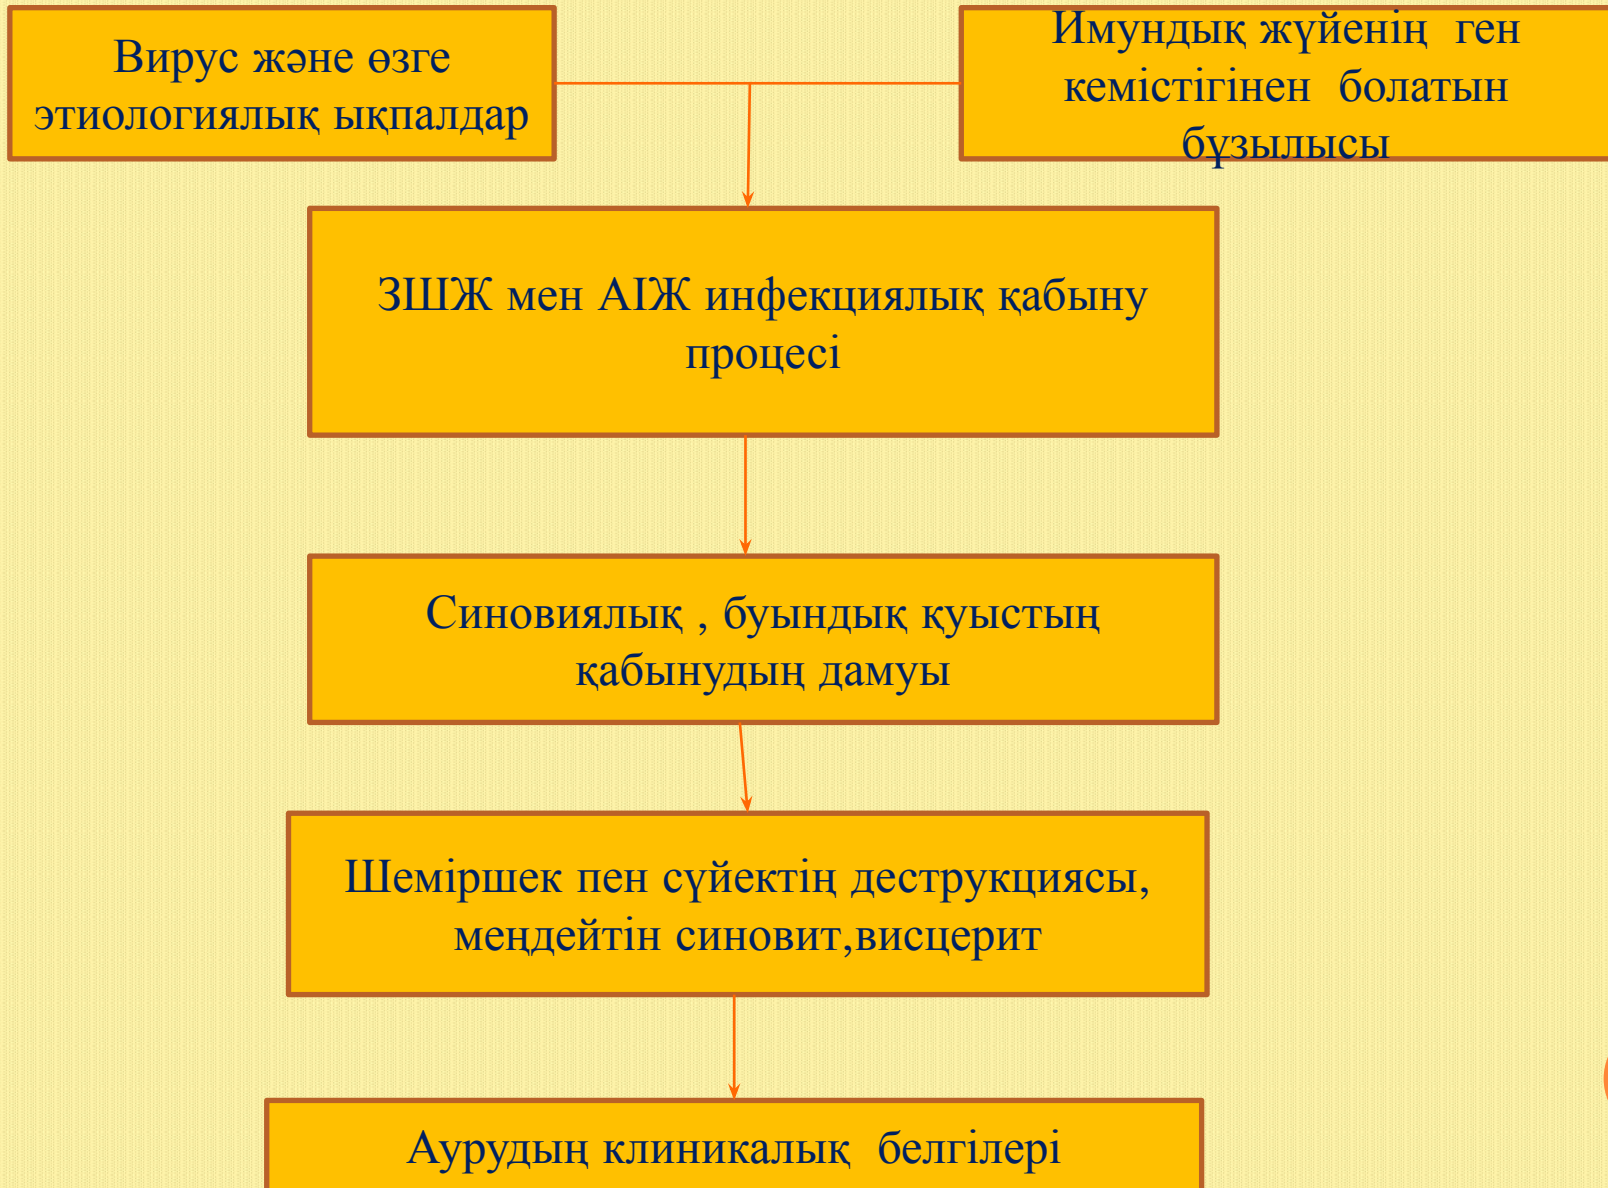 Вирус және өзге
этиологиялық ықпалдар
Имундық жүйенің ген
кемістігінен болатын
бұзылысы
ЗШЖ мен АІЖ инфекциялық қабыну
процесі
Синовиялық , буындық қуыстың
қабынудың дамуы
Шеміршек пен сүйектің деструкциясы,
меңдейтін синовит,висцерит
Аурудың клиникалық белгілері